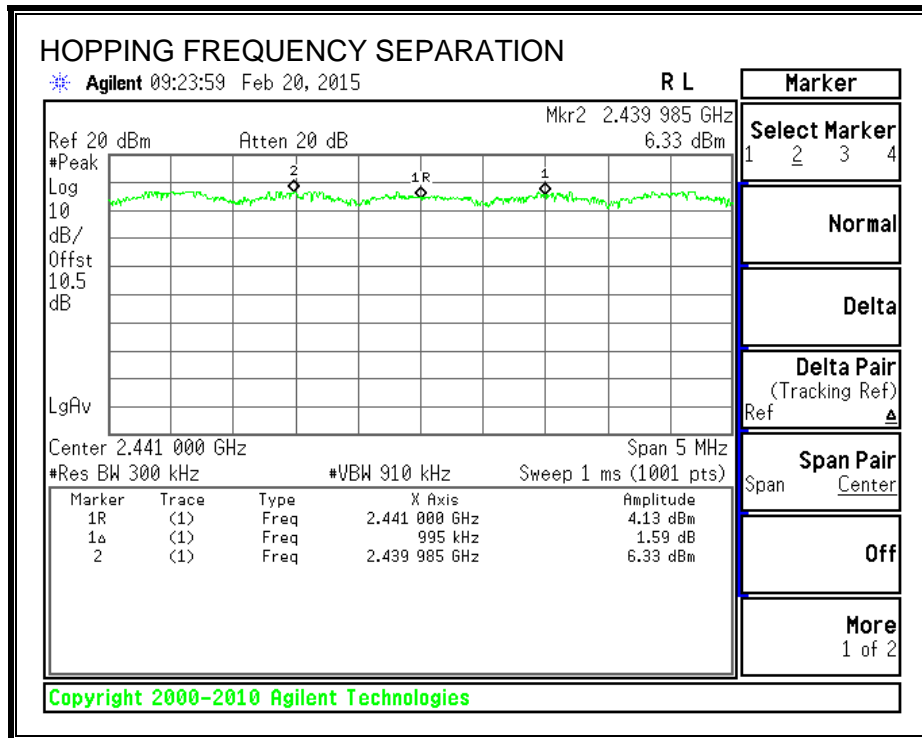 HOPPING FREQUENCY SEPARATION
Agilent 09:23:59 Feb 20, 2015 R L
Mkr2 2.439 985 GHz
Ref 20 dBm Atten 20 dB 6.33 dBm
#Peak
Log
10
dB/
Offst
10.5
dB
LgAv
2
1R
1
Center 2.441 000 GHz Span 5 MHz
#Res BW 300 kHz #VBW 910 kHz Sweep 1 ms (1001 pts)
Marker Trace Type X Axis Amplitude
1R (1) Freq 2.441 000 GHz 4.13 dBm
1Δ (1) Freq 995 kHz 1.59 dB
2 (1) Freq 2.439 985 GHz 6.33 dBm
Marker
Select Marker
1 2 3 4
Normal
Delta
Delta Pair
(Tracking Ref)
Ref Δ
Span Pair
Span Center
Off
More
1 of 2
Copyright 2000-2010 Agilent Technologies